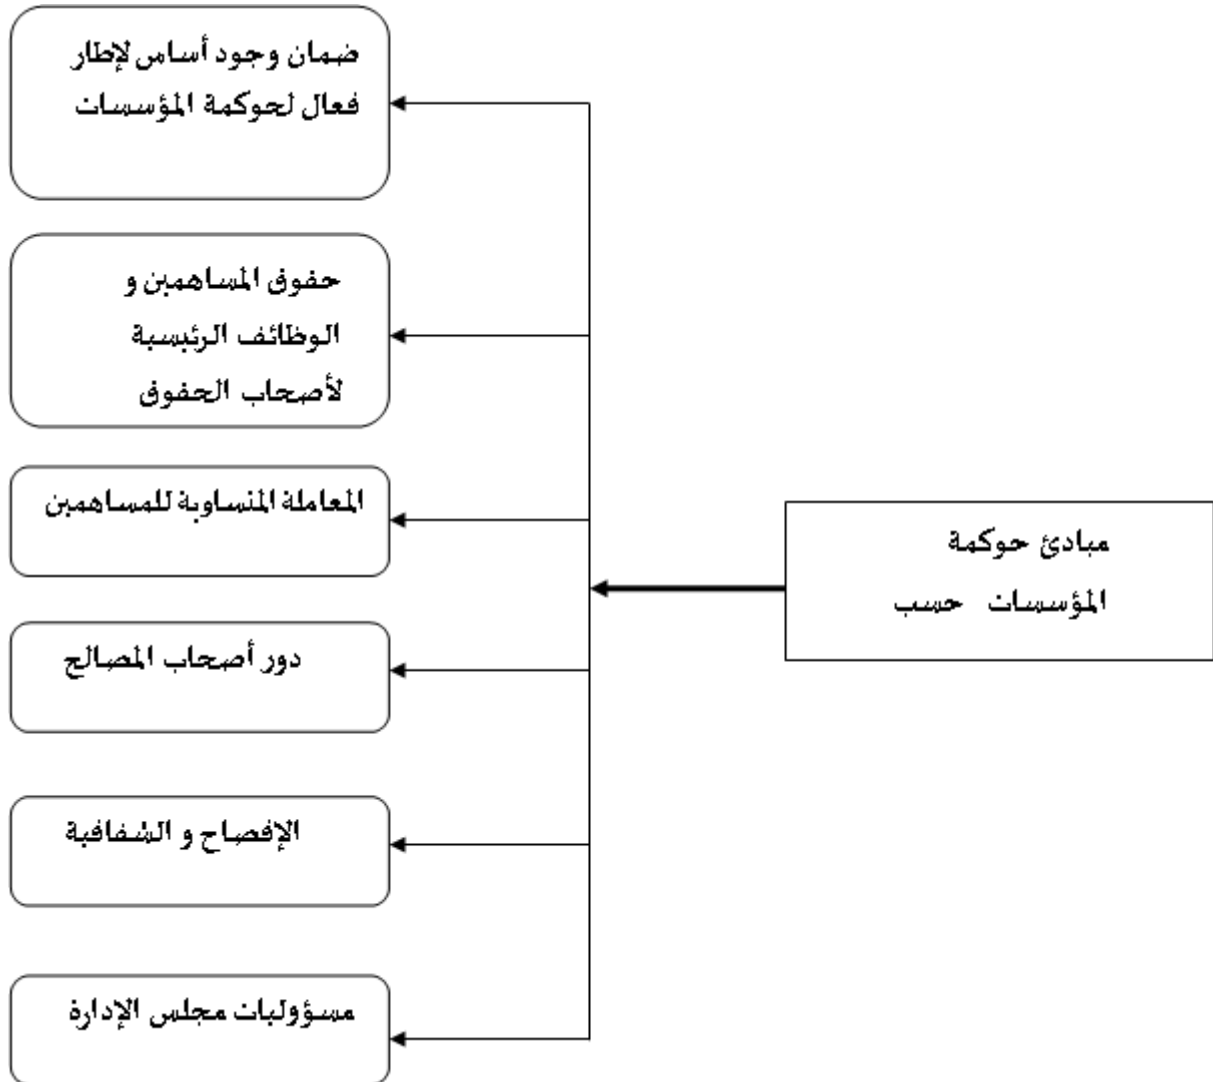 مبادئ حوكمة
المؤسسات حسب
ضمان وجود أساس لإطار
فعال لحوكمة المؤسسات
حقوق المساهمين و
الوظائف الرئيسية
لأصحاب الحقوق
المعاملة المتساوية للمساهمين
دور أصحاب المصالح
الإفصاح و الشفافية
مسؤوليات مجلس الإدارة